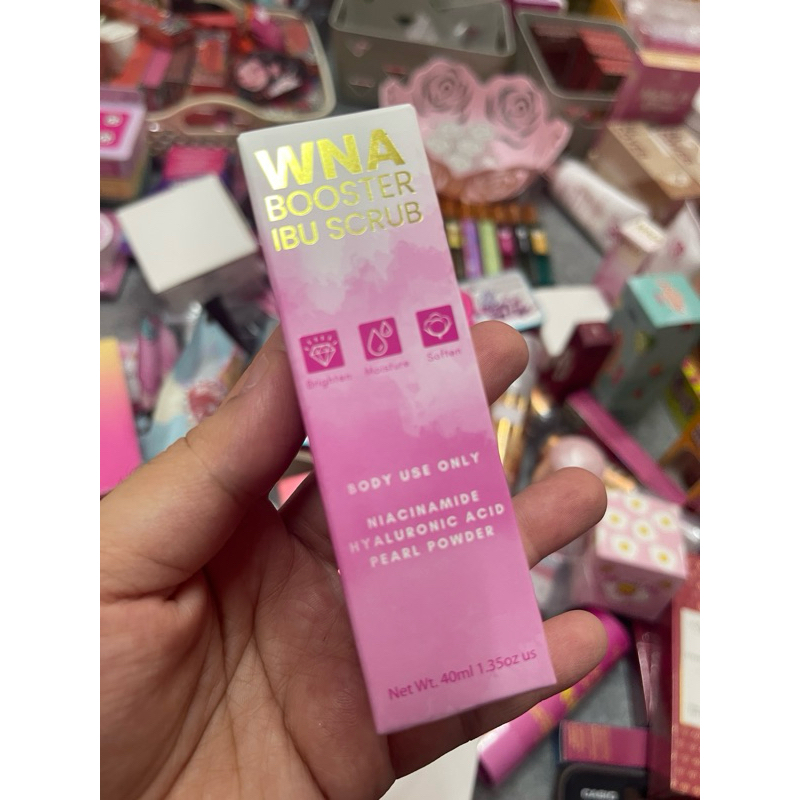 WNA
BOOSTER
IBU SCRUB
Brighten
Moisture
Soften
BODY USE ONLY
NIACINAMIDE
HYALURONIC ACID
PEARL POWDER
Net Wt. 40ml 1.35oz us
CASIO